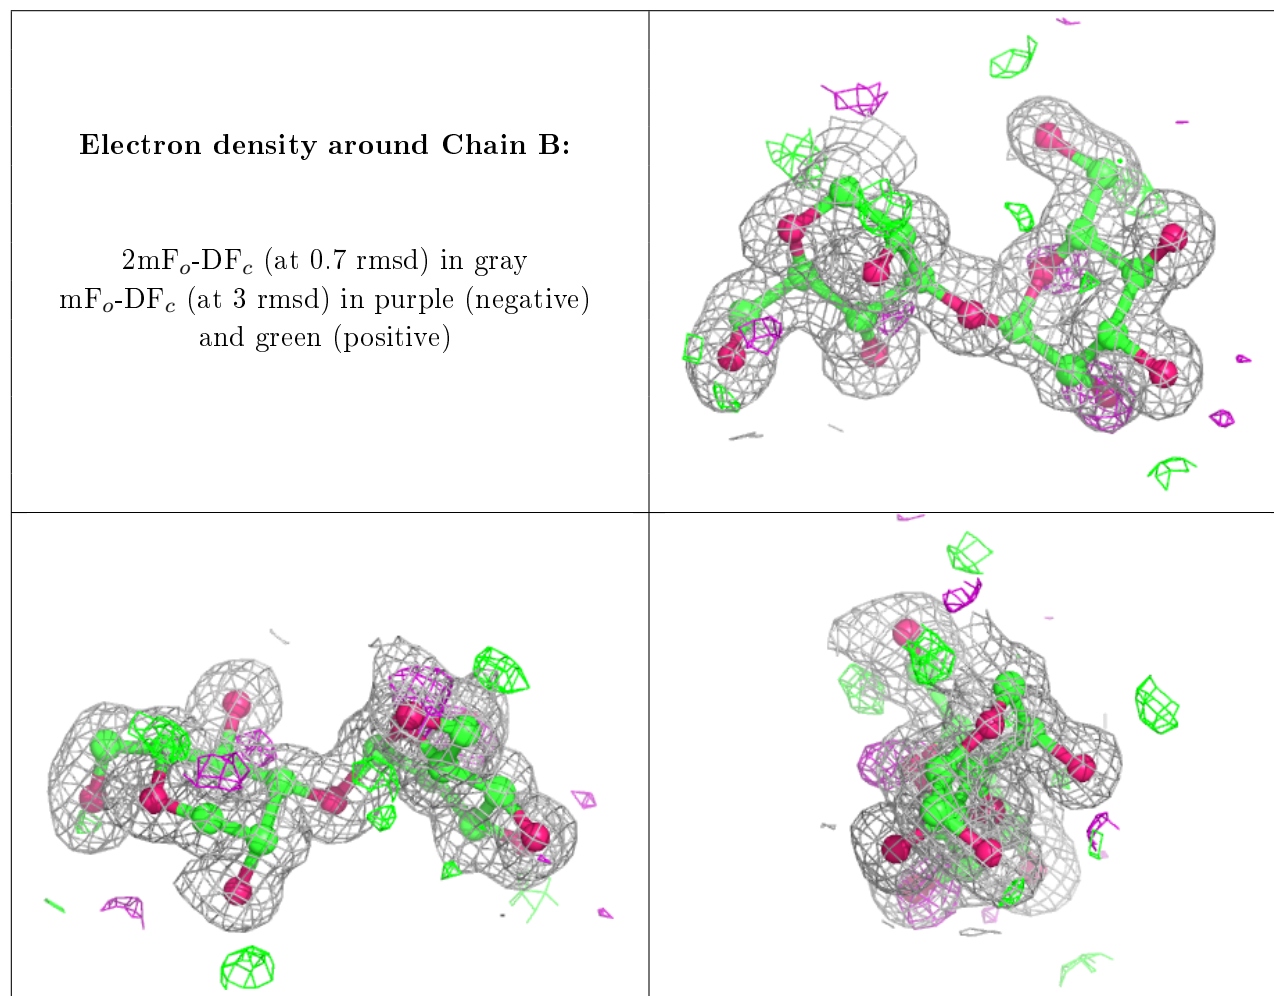 Electron density around Chain B:
2mFo-DFc (at 0.7 rmsd) in gray
mFo-DFc (at 3 rmsd) in purple (negative)
and green (positive)